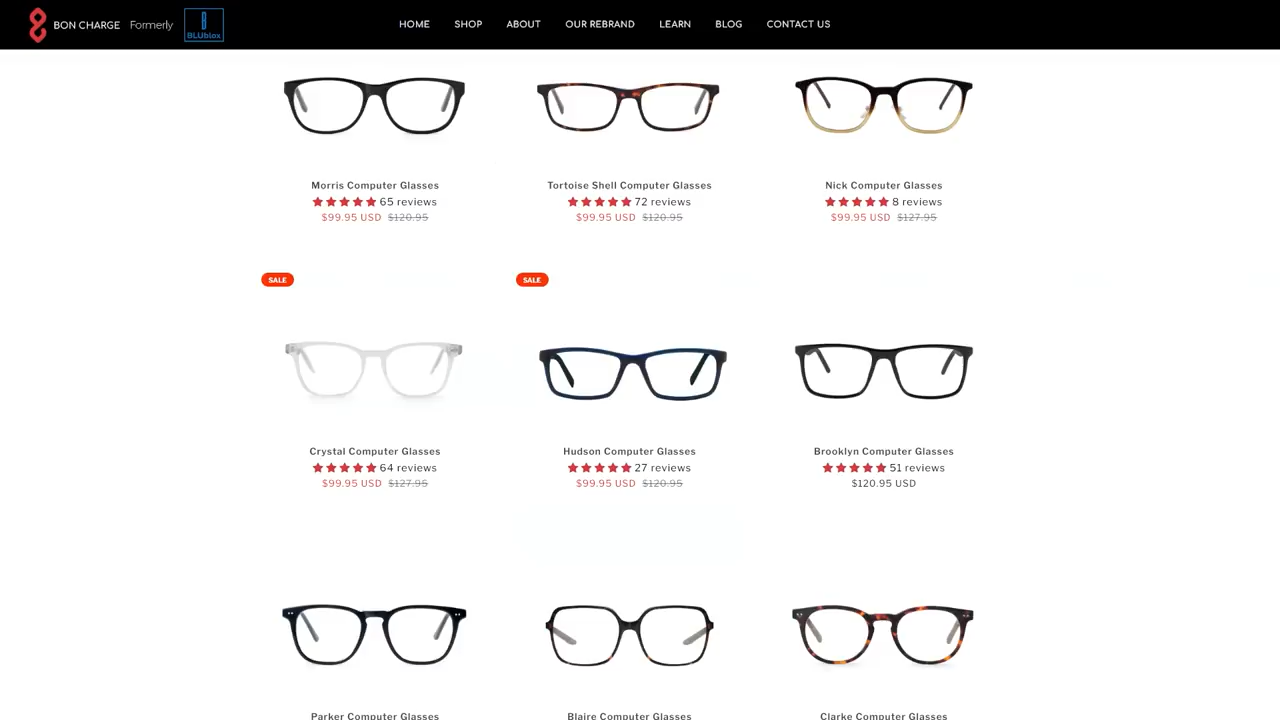 BON CHARGE Formerly BLUblox HOME SHOP ABOUT OUR REBRAND LEARN BLOG CONTACT US
Morris Computer Glasses Tortoise Shell Computer Glasses Nick Computer Glasses
65 reviews 72 reviews 8 reviews
$99.95 USD $120.95 $99.95 USD $120.95 $99.95 USD $127.95
SALE SALE
Crystal Computer Glasses Hudson Computer Glasses Brooklyn Computer Glasses
64 reviews 27 reviews 51 reviews
$99.95 USD $127.95 $99.95 USD $120.95 $120.95 USD
Parker Computer Glasses Blaire Computer Glasses Clarke Computer Glasses